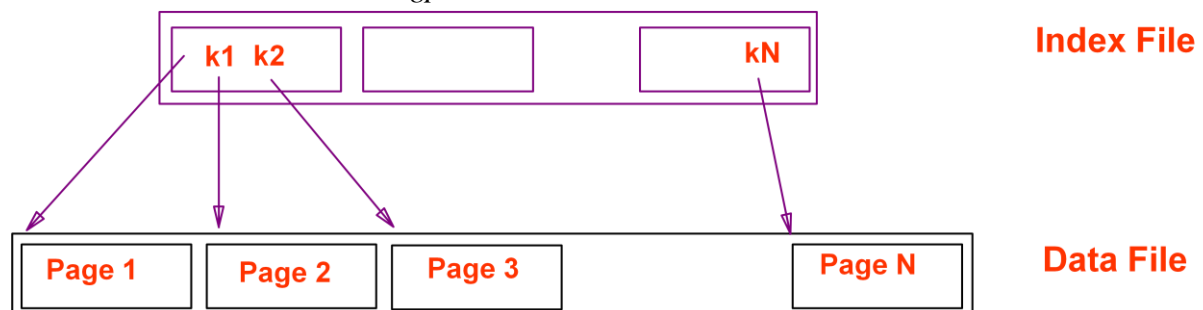 k1 k2
kN
Index File
Page 1
Page 2
Page 3
Page N
Data File